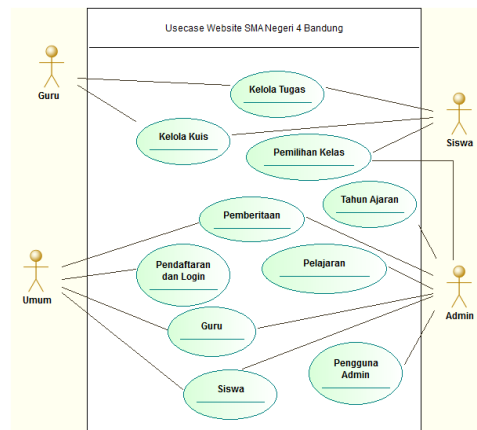 Usecase Website SMA Negeri 4 Bandung
Guru
Kelola Tugas
Siswa
Kelola Kuis
Pemilihan Kelas
Tahun Ajaran
Pemberitaan
Umum
Pendaftaran
dan Login
Pelajaran
Admin
Guru
Pengguna
Admin
Siswa